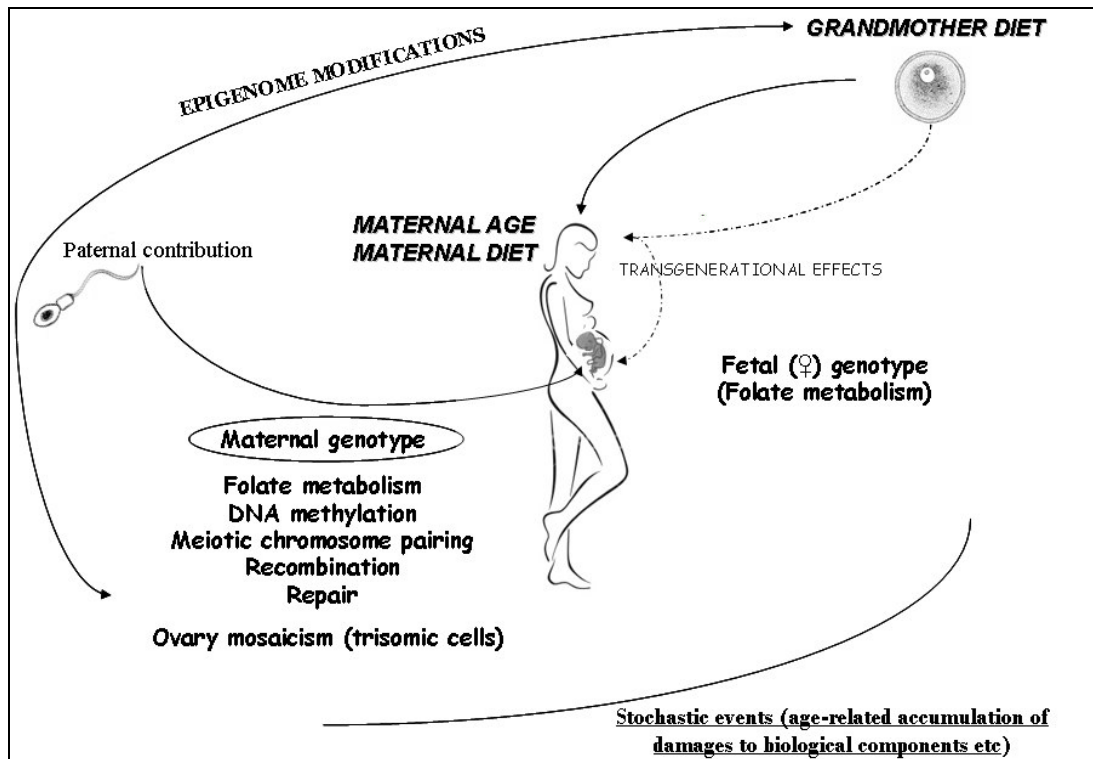 GRANDMOTHER DIET
EPIGENOME MODIFICATIONS
MATERNAL AGE
MATERNAL DIET
Paternal contribution
TRANSGENERATIONAL EFFECTS
Fetal (♀) genotype
(Folate metabolism)
Maternal genotype
Folate metabolism
DNA methylation
Meiotic chromosome pairing
Recombination
Repair
Ovary mosaicism (trisomic cells)
Stochastic events (age-related accumulation of
damages to biological components etc)